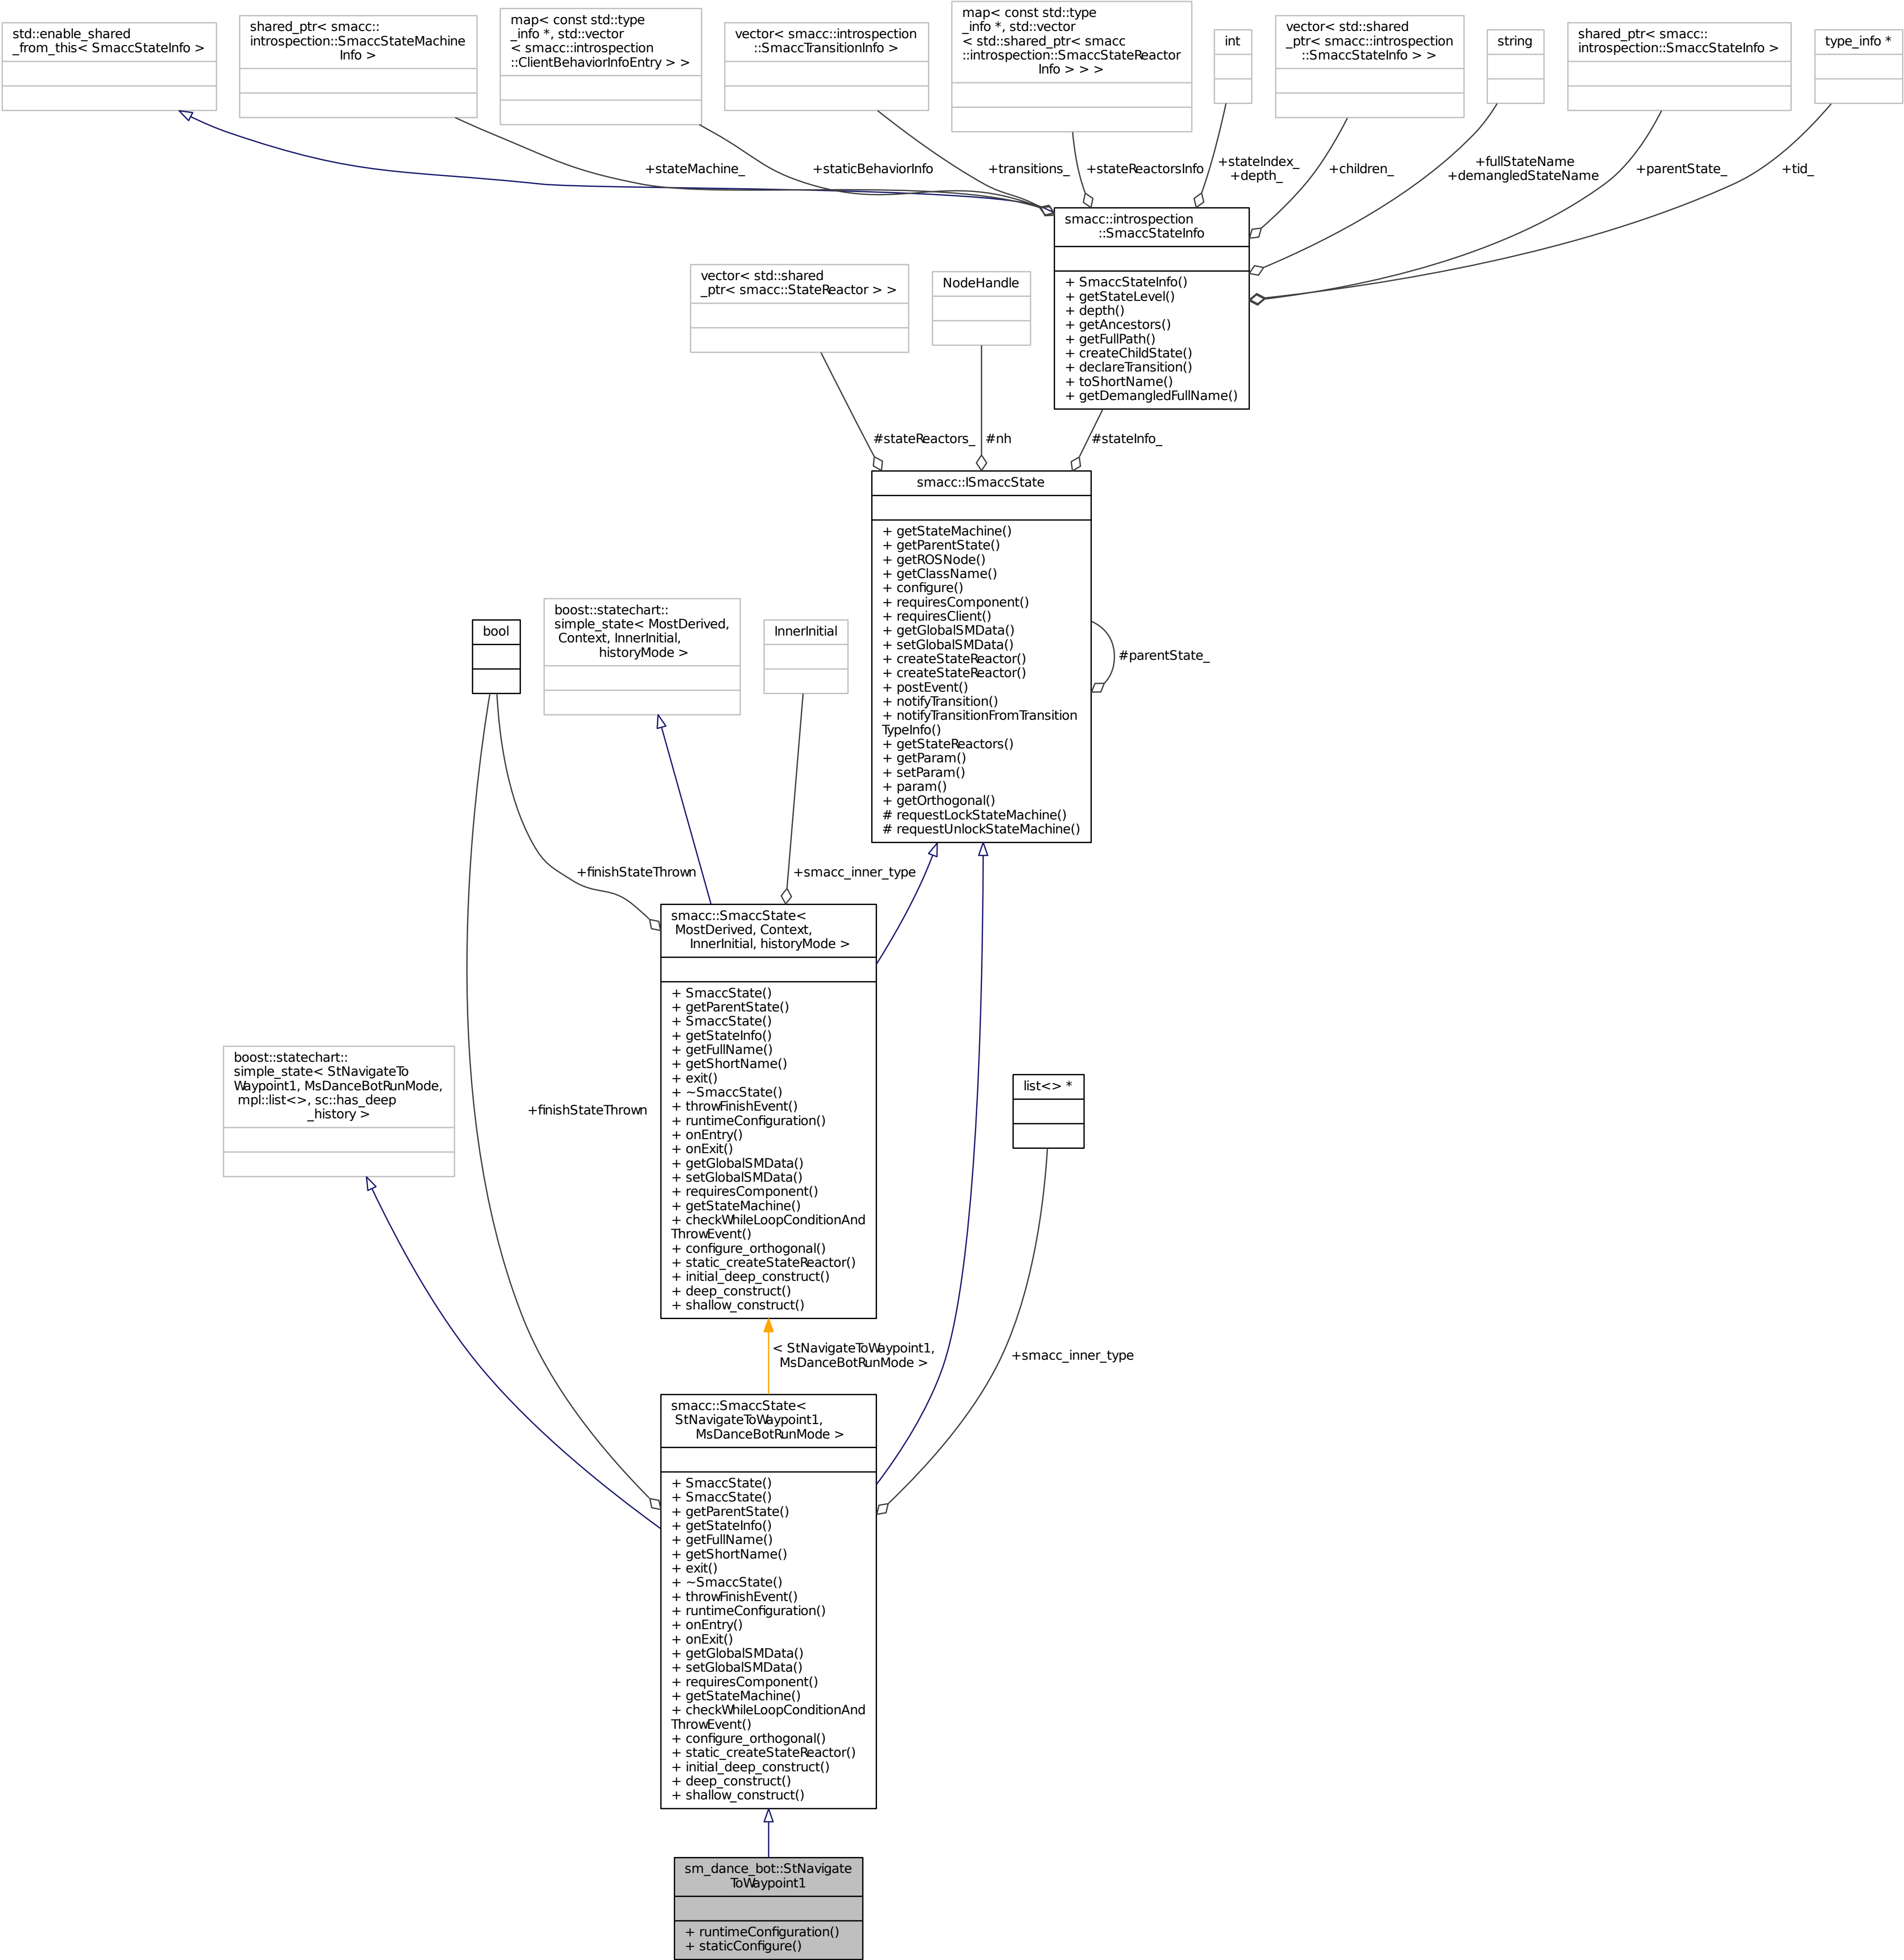 std::enable_shared
_from_this< SmaccStateInfo >
shared_ptr< smacc::
introspection::SmaccStateMachine
Info >
map< const std::type
_info *, std::vector
< smacc::introspection
::ClientBehaviorInfoEntry > >
vector< smacc::introspection
::SmaccTransitionInfo >
map< const std::type
_info *, std::vector
< std::shared_ptr< smacc
::introspection::SmaccStateReactor
Info > > >
int
vector< std::shared
_ptr< smacc::introspection
::SmaccStateInfo > >
string
shared_ptr< smacc::
introspection::SmaccStateInfo >
type_info *
+stateMachine_
+staticBehaviorInfo
+transitions_
+stateReactorsInfo
+stateIndex_
+depth_
+children_
+fullStateName
+demangledStateName
+parentState_
+tid_
smacc::introspection
::SmaccStateInfo
+ SmaccStateInfo()
+ getStateLevel()
+ depth()
+ getAncestors()
+ getFullPath()
+ createChildState()
+ declareTransition()
+ toShortName()
+ getDemangledFullName()
vector< std::shared
_ptr< smacc::StateReactor > >
NodeHandle
#stateReactors_
#nh
#stateInfo_
smacc::ISmaccState
+ getStateMachine()
+ getParentState()
+ getROSNode()
+ getClassName()
+ configure()
+ requiresComponent()
+ requiresClient()
+ getGlobalSMData()
+ setGlobalSMData()
+ createStateReactor()
+ createStateReactor()
+ postEvent()
+ notifyTransition()
+ notifyTransitionFromTransition
TypeInfo()
+ getStateReactors()
+ getParam()
+ setParam()
+ param()
+ getOrthogonal()
# requestLockStateMachine()
# requestUnlockStateMachine()
#parentState_
bool
boost::statechart::
simple_state< MostDerived,
Context, InnerInitial,
historyMode >
InnerInitial
+finishStateThrown
+smacc_inner_type
smacc::SmaccState<
MostDerived, Context,
InnerInitial, historyMode >
+ SmaccState()
+ getParentState()
+ SmaccState()
+ getStateInfo()
+ getFullName()
+ getShortName()
+ exit()
+ ~SmaccState()
+ throwFinishEvent()
+ runtimeConfiguration()
+ onEntry()
+ onExit()
+ getGlobalSMData()
+ setGlobalSMData()
+ requiresComponent()
+ getStateMachine()
+ checkWhileLoopConditionAnd
ThrowEvent()
+ configure_orthogonal()
+ static_createStateReactor()
+ initial_deep_construct()
+ deep_construct()
+ shallow_construct()
boost::statechart::
simple_state< StNavigateTo
Waypoint1, MsDanceBotRunMode,
mpl::list<>, sc::has_deep
_history >
+finishStateThrown
list<> *
< StNavigateToWaypoint1,
MsDanceBotRunMode >
+smacc_inner_type
smacc::SmaccState<
StNavigateToWaypoint1,
MsDanceBotRunMode >
+ SmaccState()
+ SmaccState()
+ getParentState()
+ getStateInfo()
+ getFullName()
+ getShortName()
+ exit()
+ ~SmaccState()
+ throwFinishEvent()
+ runtimeConfiguration()
+ onEntry()
+ onExit()
+ getGlobalSMData()
+ setGlobalSMData()
+ requiresComponent()
+ getStateMachine()
+ checkWhileLoopConditionAnd
ThrowEvent()
+ configure_orthogonal()
+ static_createStateReactor()
+ initial_deep_construct()
+ deep_construct()
+ shallow_construct()
sm_dance_bot::StNavigate
ToWaypoint1
+ runtimeConfiguration()
+ staticConfigure()